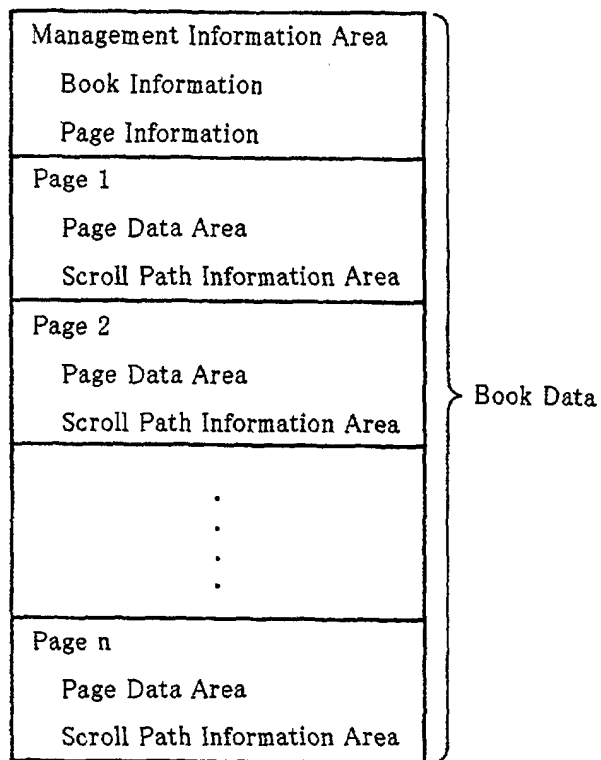 Management Information Area
Book Information
Page Information
Page 1
Page Data Area
Scroll Path Information Area
Page 2
Page Data Area
Scroll Path Information Area
Book Data
Page n
Page Data Area
Scroll Path Information Area